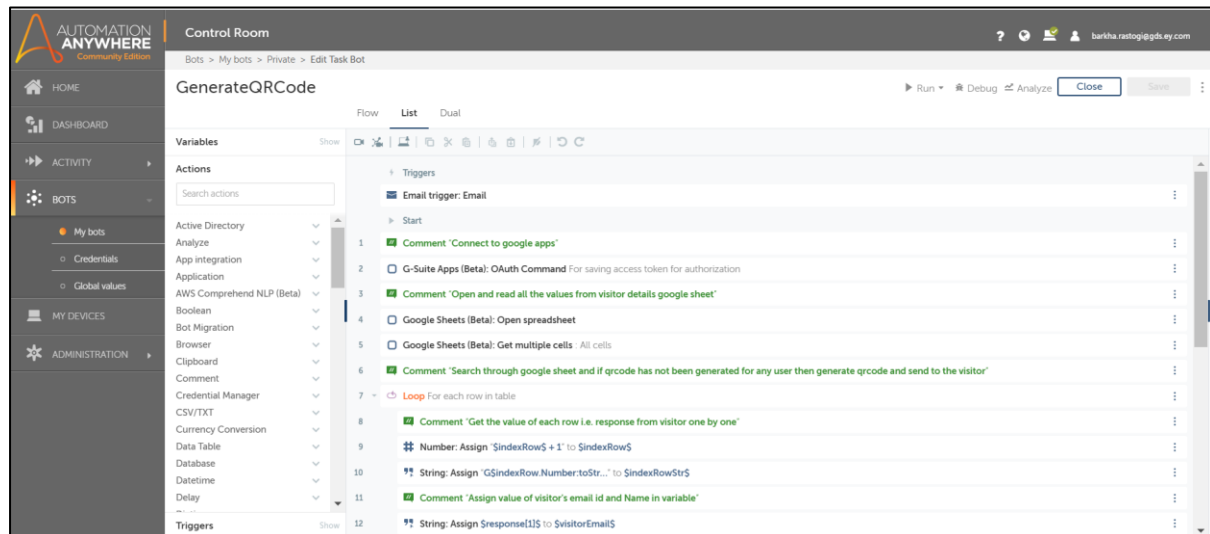 AUTOMATION
ANYWHERE
Community Edition
Control Room
? barkha.rastogi@gds.ey.com
Bots > My bots > Private > Edit Task Bot
HOME
DASHBOARD
ACTIVITY
BOTS
My bots
Credentials
Global values
MY DEVICES
ADMINISTRATION
GenerateQRCode
Run Debug Analyze Close Save
Flow List Dual
Variables Show
Actions
Search actions
Active Directory
Analyze
App integration
Application
AWS Comprehend NLP (Beta)
Boolean
Bot Migration
Browser
Clipboard
Comment
Credential Manager
CSV/TXT
Currency Conversion
Data Table
Database
Datetime
Delay
Triggers Show
Triggers
Email trigger: Email
Start
1 Comment "Connect to google apps"
2 G-Suite Apps (Beta): OAuth Command For saving access token for authorization
3 Comment "Open and read all the values from visitor details google sheet"
4 Google Sheets (Beta): Open spreadsheet
5 Google Sheets (Beta): Get multiple cells : All cells
6 Comment "Search through google sheet and if qrcode has not been generated for any user then generate qrcode and send to the visitor"
7 Loop For each row in table
8 Comment "Get the value of each row i.e. response from visitor one by one"
9 Number: Assign "$indexRow$ + 1" to $indexRow$
10 String: Assign "G$indexRow.Number:toStr..." to $indexRowStr$
11 Comment "Assign value of visitor's email id and Name in variable"
12 String: Assign $response[1]$ to $visitorEmail$